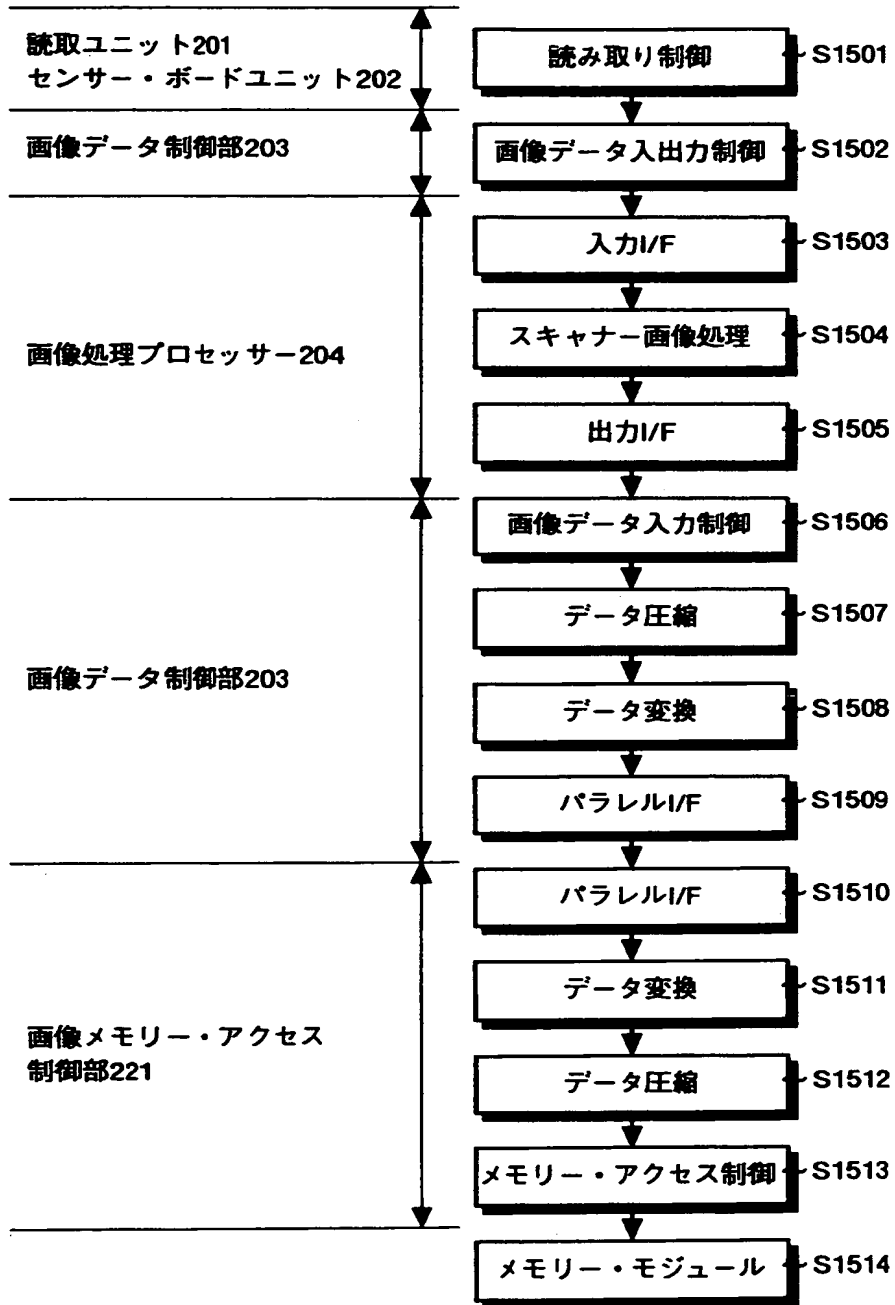 読取ユニット201
センサー・ボードユニット202
読み取り制御
S1501
画像データ制御部203
画像データ入出力制御
S1502
画像処理プロセッサー204
入力I/F
S1503
スキャナー画像処理
S1504
出力I/F
S1505
画像データ制御部203
画像データ入力制御
S1506
データ圧縮
S1507
データ変換
S1508
パラレルI/F
S1509
画像メモリー・アクセス
制御部221
パラレルI/F
S1510
データ変換
S1511
データ圧縮
S1512
メモリー・アクセス制御
S1513
メモリー・モジュール
S1514